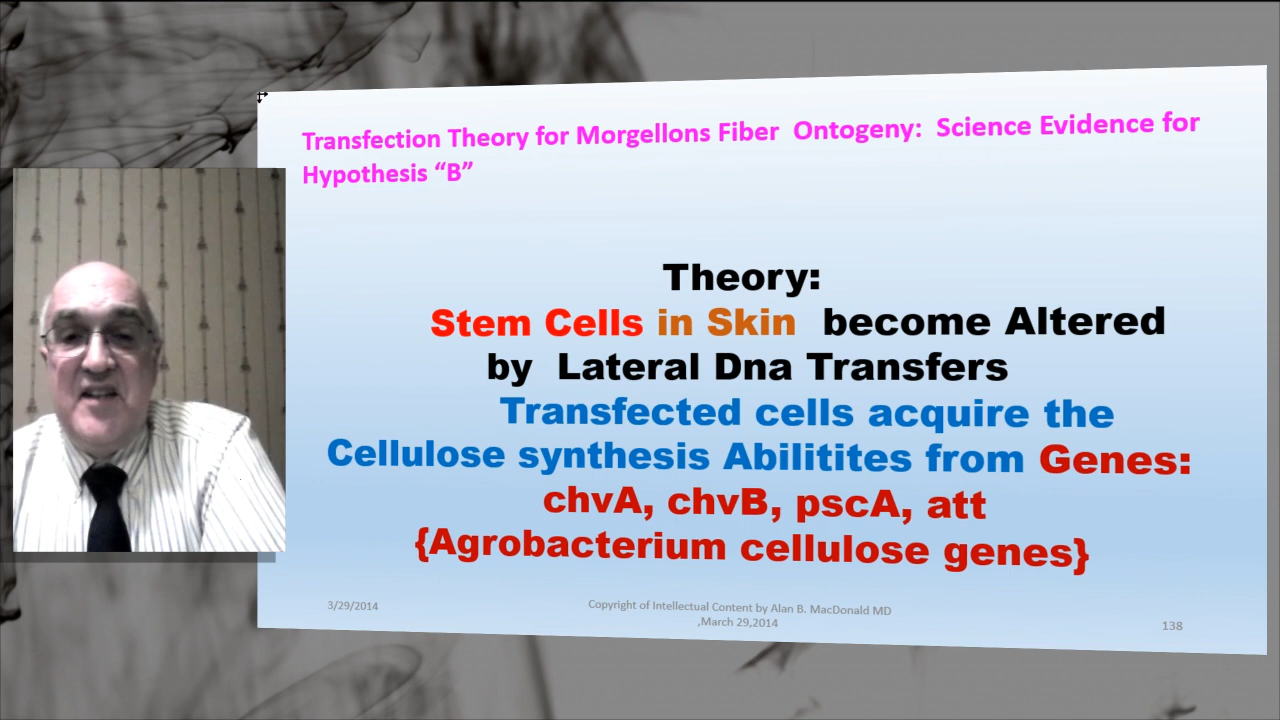 Transfection Theory for Morgellons Fiber Ontogeny: Science Evidence for
Hypothesis “B”
Theory:
Stem Cells in Skin become Altered
by Lateral Dna Transfers
Transfected cells acquire the
Cellulose synthesis Abilitites from Genes:
chvA, chvB, pscA, att
{Agrobacterium cellulose genes}
3/29/2014
Copyright of Intellectual Content by Alan B. MacDonald MD
,March 29,2014
138